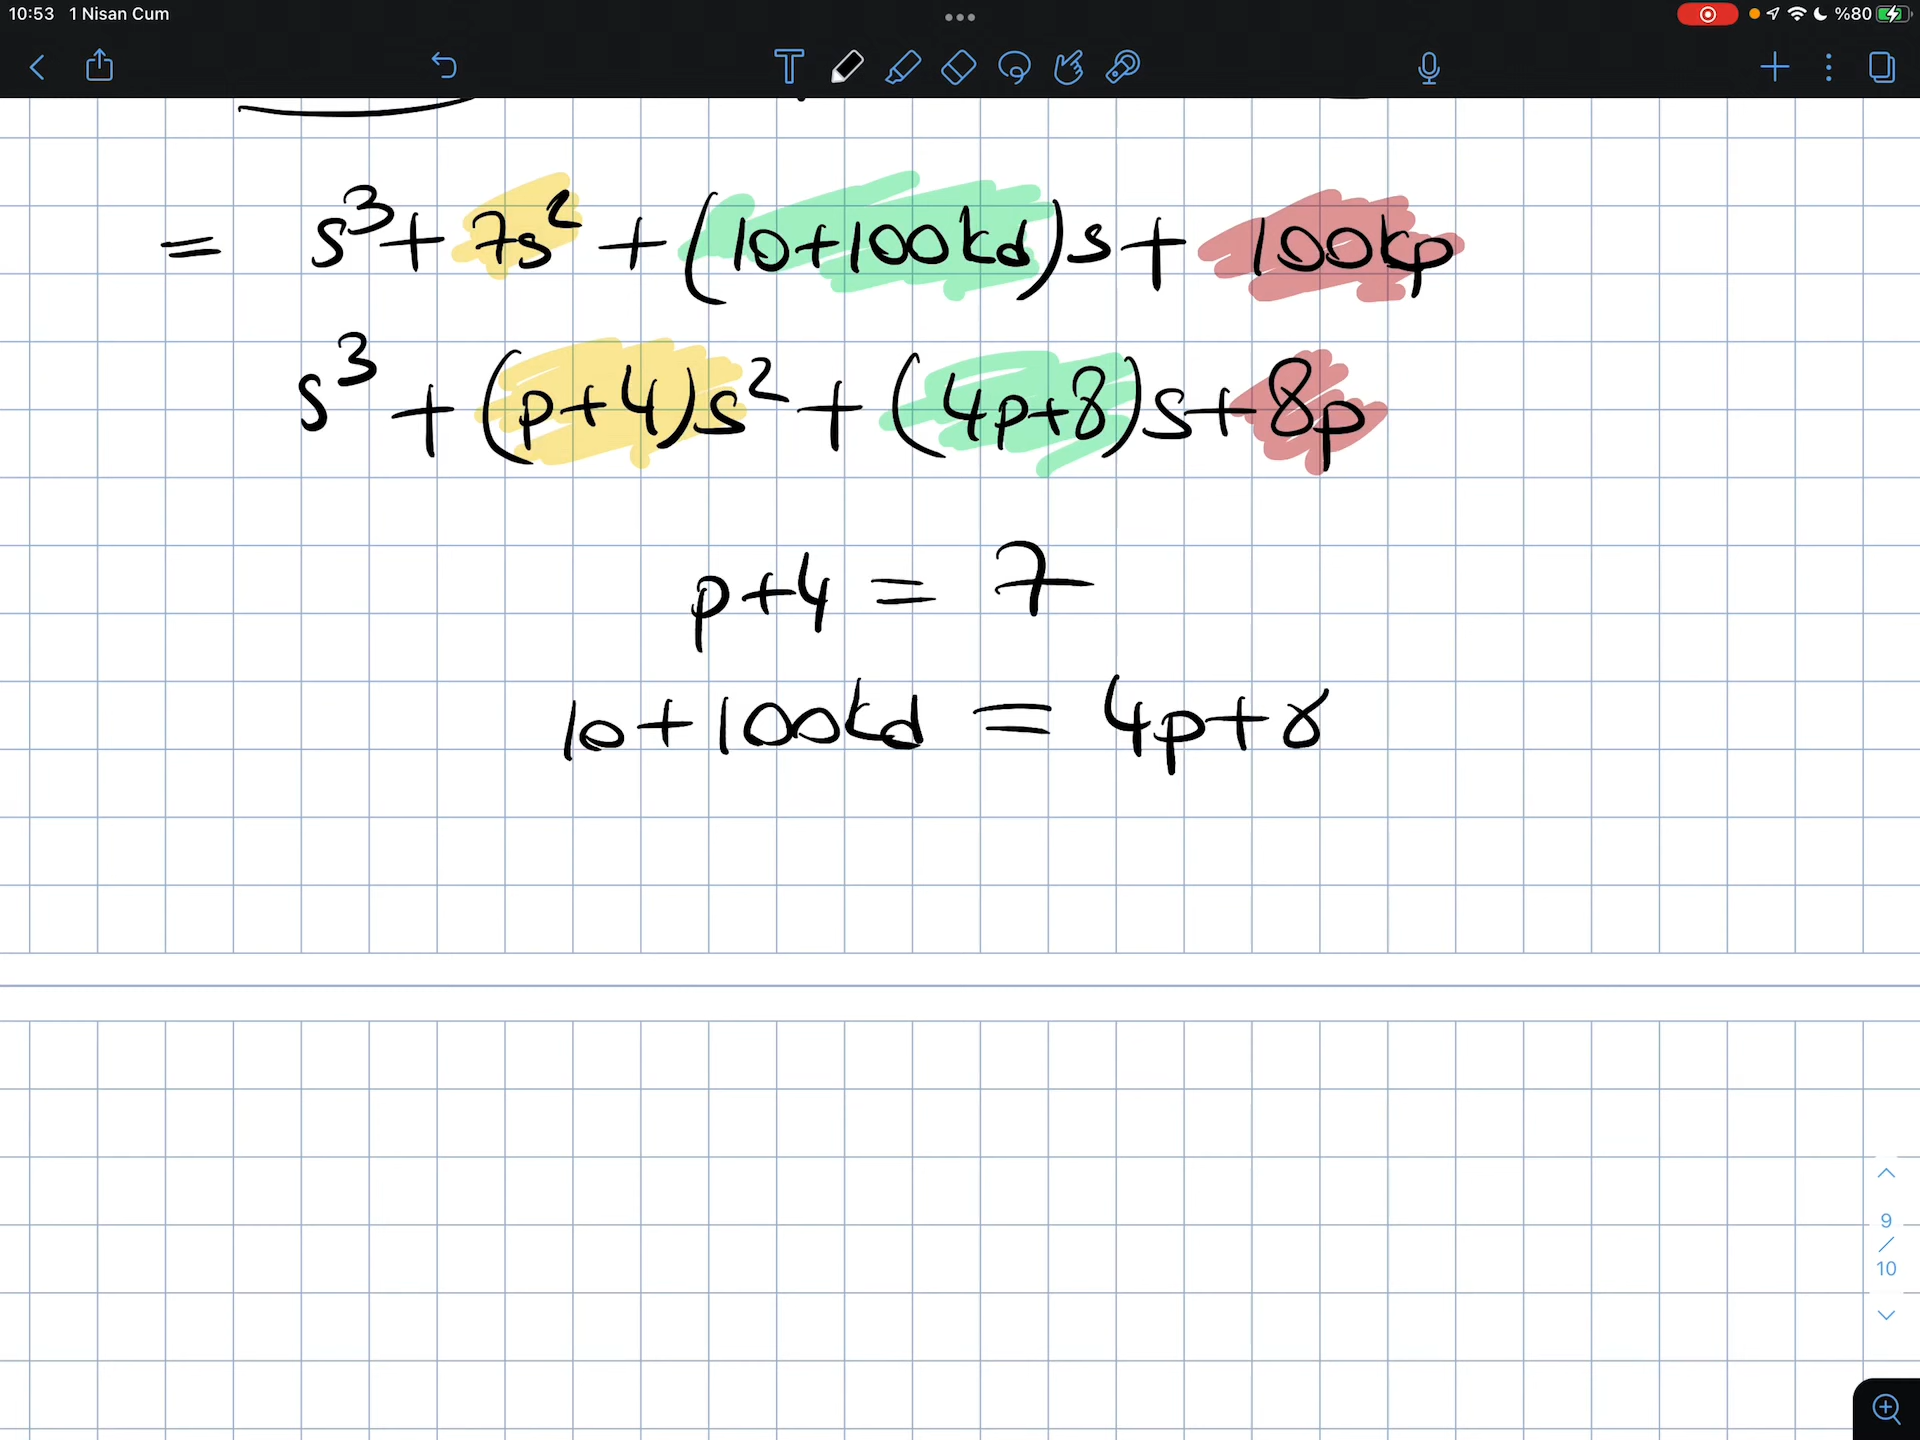 10:53 1 Nisan Cum %80
T
= s³ + 7s² + (10+100kd)s + 100kp
s³ + (p+4)s² + (4p+8)s + 8p
p+4 = 7
10+100kd = 4p+8
9
/
10